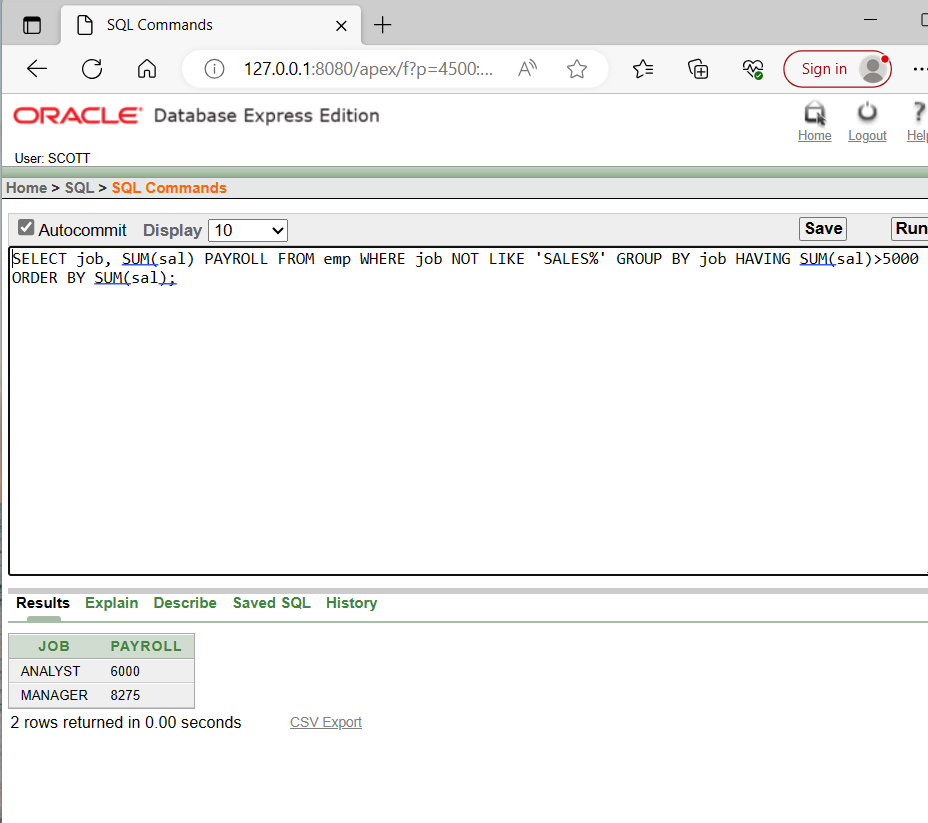 SQL Commands
127.0.0.1:8080/apex/f?p=4500:...
Sign in
ORACLE Database Express Edition
Home Logout Help
User: SCOTT
Home > SQL > SQL Commands
Autocommit Display 10 Save Run
SELECT job, SUM(sal) PAYROLL FROM emp WHERE job NOT LIKE 'SALES%' GROUP BY job HAVING SUM(sal)>5000
ORDER BY SUM(sal);
Results Explain Describe Saved SQL History
JOB PAYROLL
ANALYST 6000
MANAGER 8275
2 rows returned in 0.00 seconds CSV Export